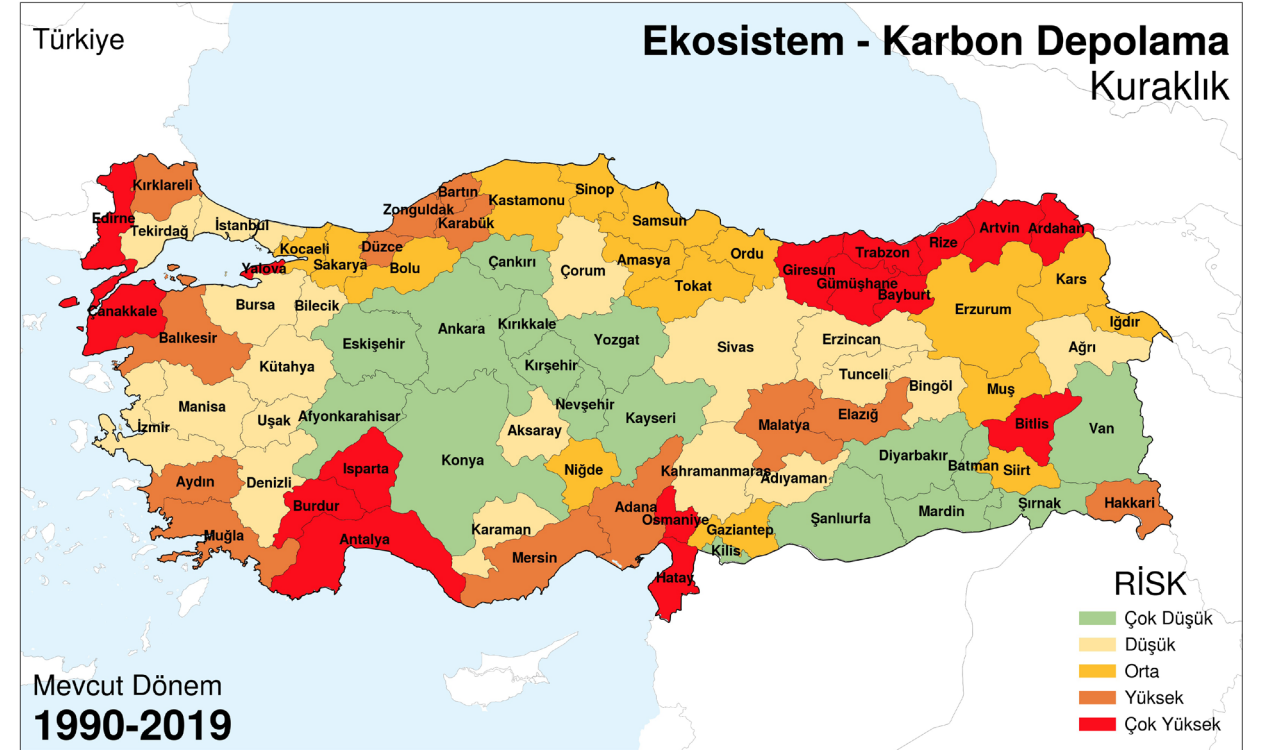 Türkiye
Ekosistem - Karbon Depolama
Kuraklık
Kırklareli
Edirne
Tekirdağ
İstanbul
Kocaeli
Yalova
Sakarya
Düzce
Bolu
Zonguldak
Bartın
Karabük
Kastamonu
Sinop
Samsun
Çankırı
Çorum
Amasya
Tokat
Ordu
Giresun
Trabzon
Gümüşhane
Bayburt
Rize
Artvin
Ardahan
Kars
Erzurum
Iğdır
Ağrı
Çanakkale
Balıkesir
Bursa
Bilecik
Eskişehir
Ankara
Kırıkkale
Yozgat
Kırşehir
Sivas
Erzincan
Tunceli
Bingöl
Muş
Kütahya
Manisa
İzmir
Uşak
Afyonkarahisar
Nevşehir
Kayseri
Aksaray
Konya
Niğde
Malatya
Elazığ
Bitlis
Van
Diyarbakır
Batman
Siirt
Isparta
Burdur
Aydın
Denizli
Muğla
Antalya
Karaman
Mersin
Adana
Kahramanmaraş
Adıyaman
Osmaniye
Gaziantep
Kilis
Hatay
Şanlıurfa
Mardin
Şırnak
Hakkari
RİSK
Çok Düşük
Düşük
Orta
Yüksek
Çok Yüksek
Mevcut Dönem
1990-2019